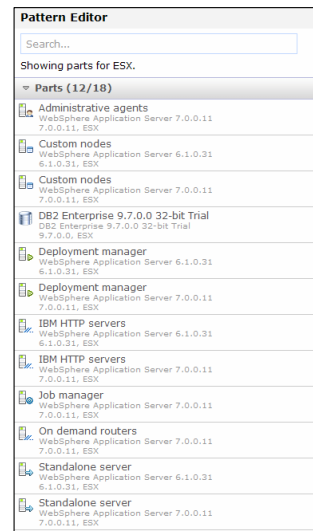 Pattern Editor
Search...
Showing parts for ESX.
Parts (12/18)
Administrative agents
WebSphere Application Server 7.0.0.11
7.0.0.11, ESX
Custom nodes
WebSphere Application Server 6.1.0.31
6.1.0.31, ESX
Custom nodes
WebSphere Application Server 7.0.0.11
7.0.0.11, ESX
DB2 Enterprise 9.7.0.0 32-bit Trial
DB2 Enterprise 9.7.0.0 32-bit Trial
9.7.0.0, ESX
Deployment manager
WebSphere Application Server 6.1.0.31
6.1.0.31, ESX
Deployment manager
WebSphere Application Server 7.0.0.11
7.0.0.11, ESX
IBM HTTP servers
WebSphere Application Server 6.1.0.31
6.1.0.31, ESX
IBM HTTP servers
WebSphere Application Server 7.0.0.11
7.0.0.11, ESX
Job manager
WebSphere Application Server 7.0.0.11
7.0.0.11, ESX
On demand routers
WebSphere Application Server 7.0.0.11
7.0.0.11, ESX
Standalone server
WebSphere Application Server 6.1.0.31
6.1.0.31, ESX
Standalone server
WebSphere Application Server 7.0.0.11
7.0.0.11, ESX